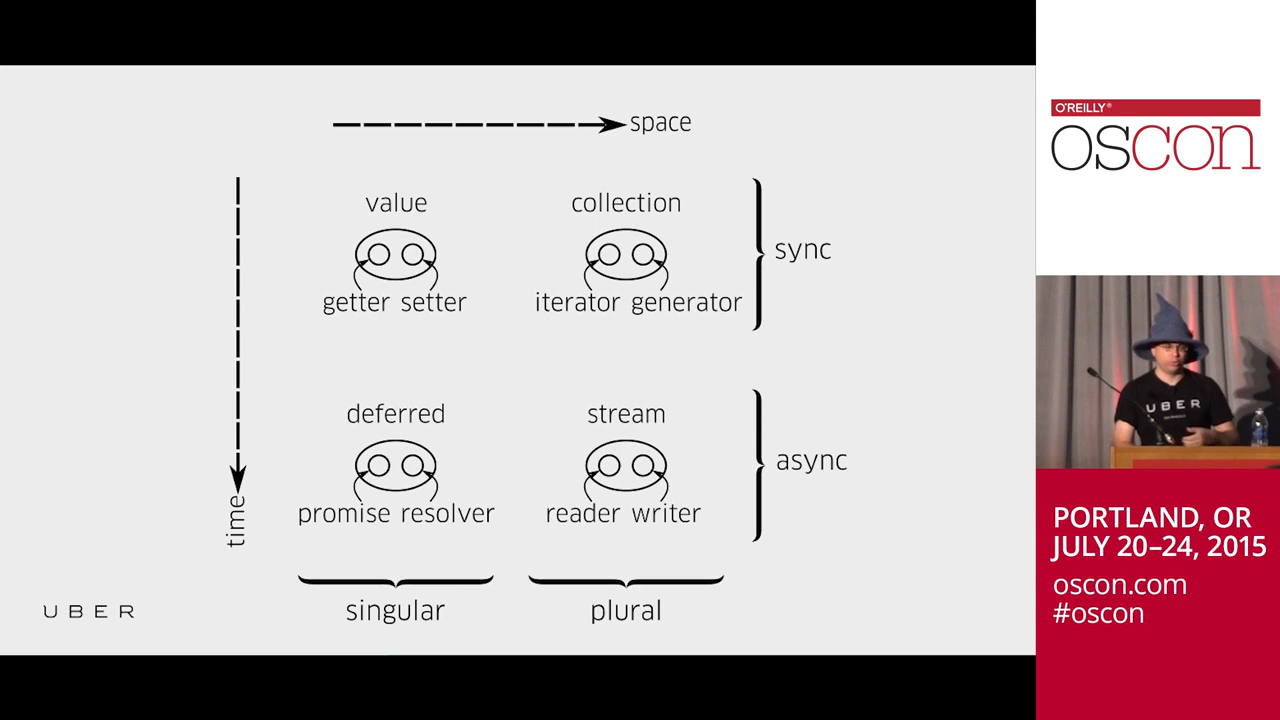 space
value
collection
getter setter
iterator generator
sync
deferred
stream
promise resolver
reader writer
async
time
singular
plural
UBER
O'REILLY®
OSCON
UBER
PORTLAND, OR
JULY 20–24, 2015
oscon.com
#oscon